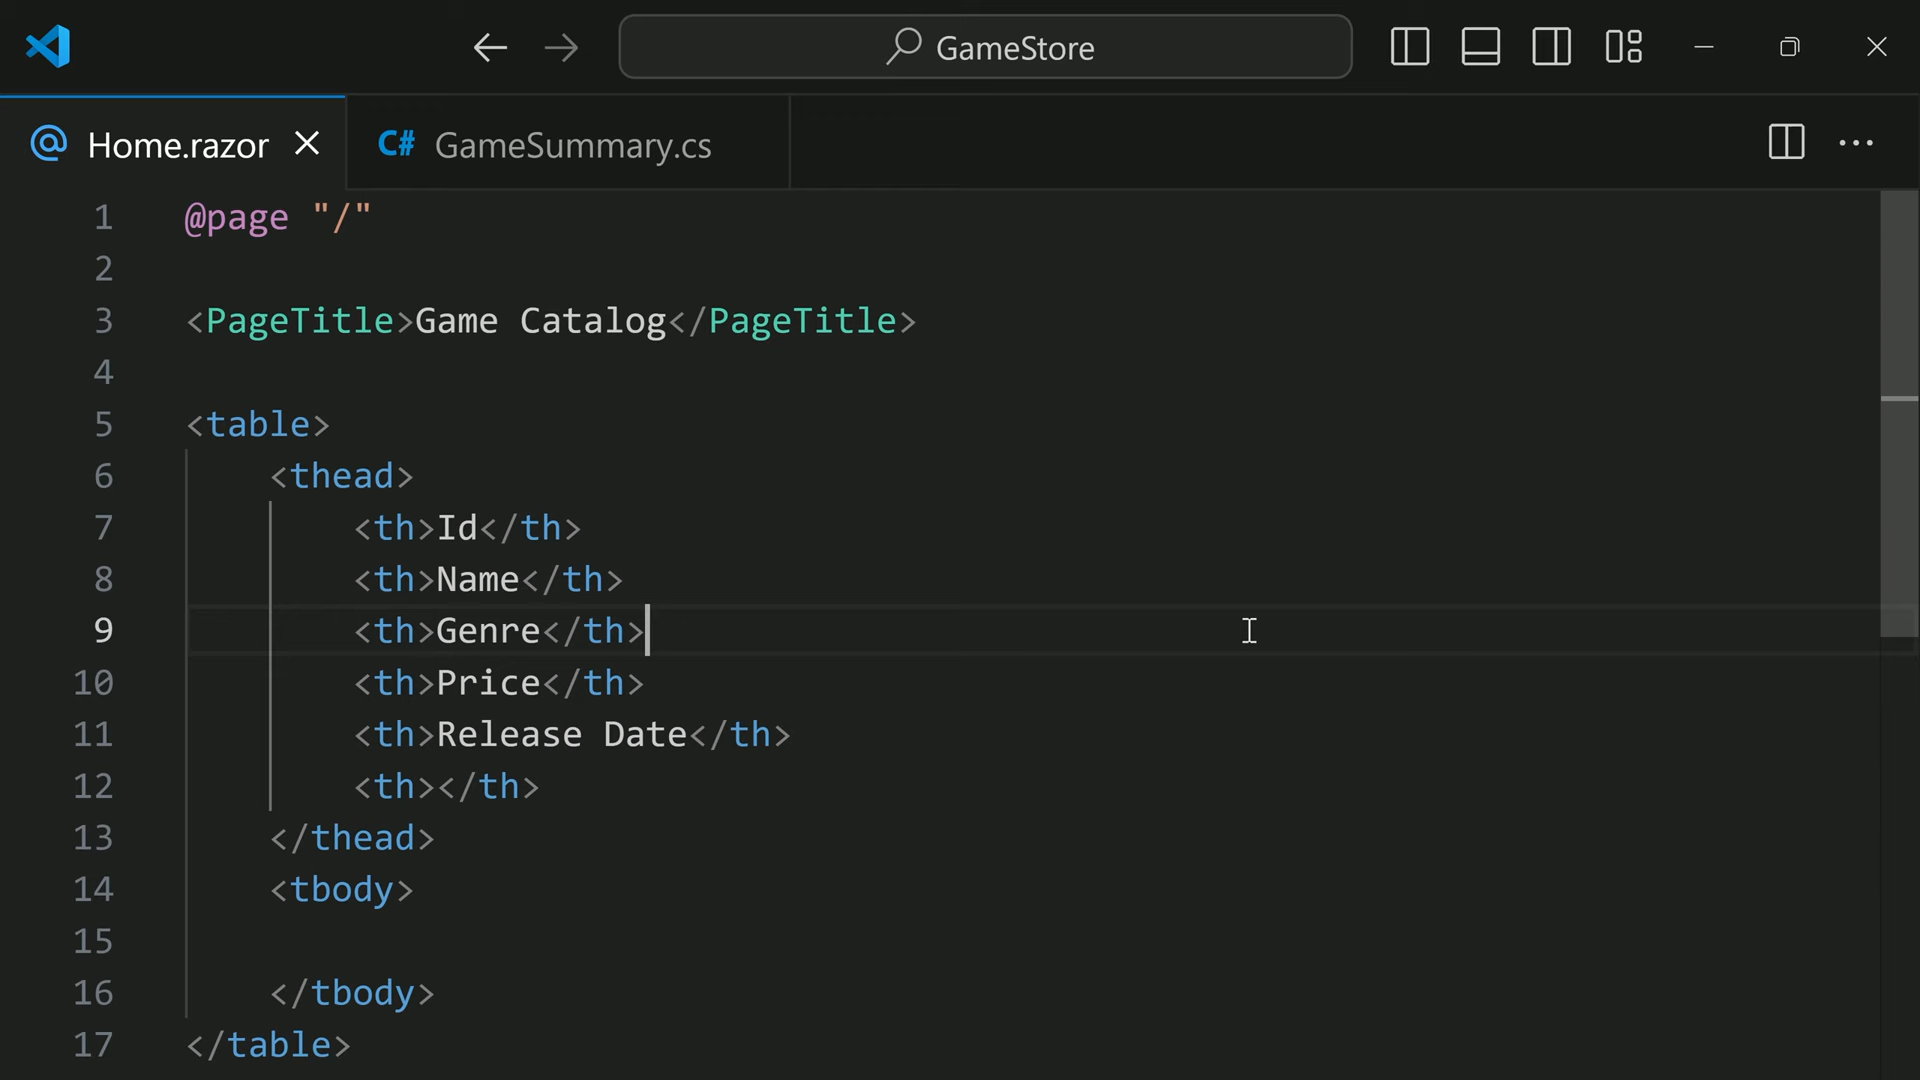 GameStore
Home.razor
C# GameSummary.cs
1 @page "/"
2
3 <PageTitle>Game Catalog</PageTitle>
4
5 <table>
6 <thead>
7 <th>Id</th>
8 <th>Name</th>
9 <th>Genre</th>
10 <th>Price</th>
11 <th>Release Date</th>
12 <th></th>
13 </thead>
14 <tbody>
15
16 </tbody>
17 </table>